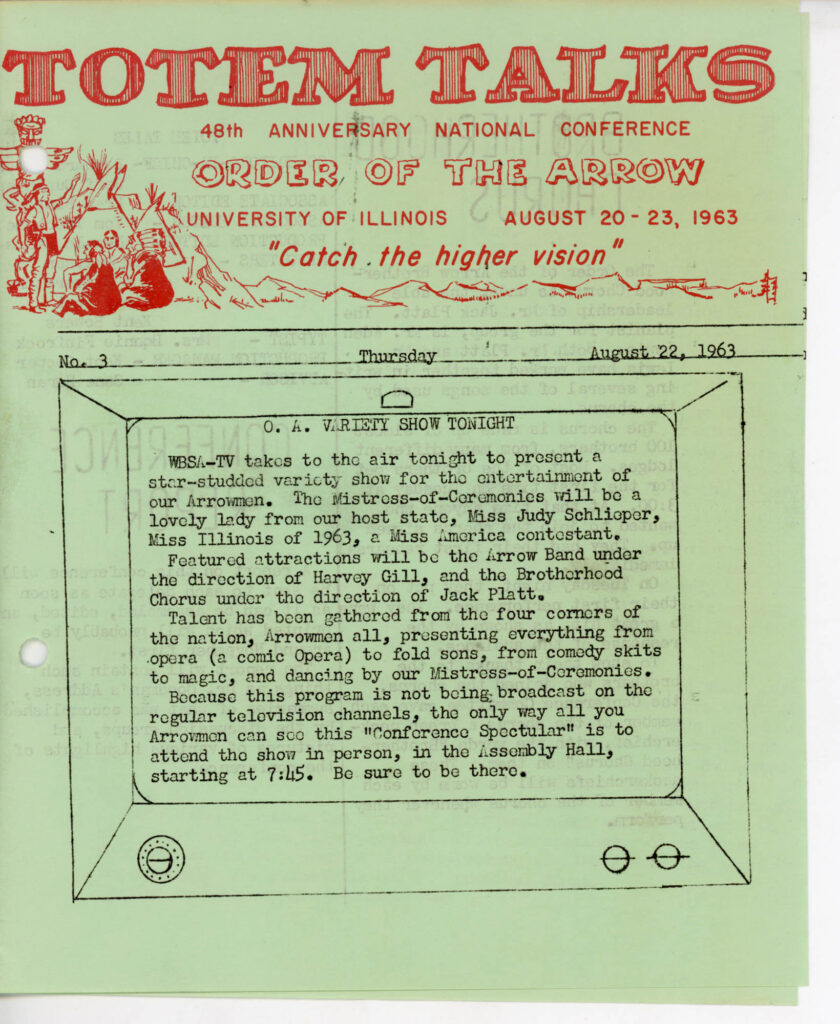 TOTEM TALKS
48th ANNIVERSARY NATIONAL CONFERENCE
ORDER OF THE ARROW
UNIVERSITY OF ILLINOIS AUGUST 20 - 23, 1963
"Catch the higher vision"
No. 3 Thursday August 22, 1963
O. A. VARIETY SHOW TONIGHT
WBSA-TV takes to the air tonight to present a
star-studded variety show for the entertainment of
our Arrowmen. The Mistress-of-Ceremonies will be a
lovely lady from our host state, Miss Judy Schlieper,
Miss Illinois of 1963, a Miss America contestant.
Featured attractions will be the Arrow Band under
the direction of Harvey Gill, and the Brotherhood
Chorus under the direction of Jack Platt.
Talent has been gathered from the four corners of
the nation, Arrowmen all, presenting everything from
opera (a comic Opera) to fold sons, from comedy skits
to magic, and dancing by our Mistress-of-Ceremonies.
Because this program is not being broadcast on the
regular television channels, the only way all you
Arrowmen can see this "Conference Spectular" is to
attend the show in person, in the Assembly Hall,
starting at 7:45. Be sure to be there.